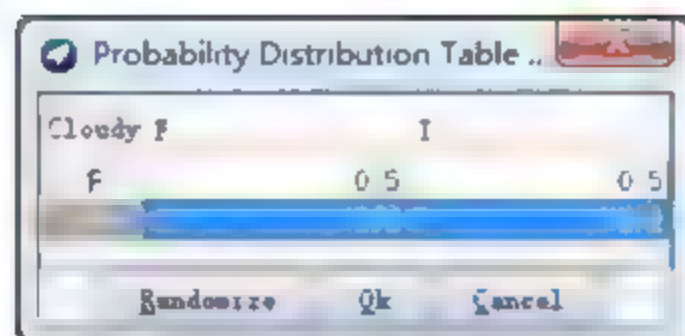 Probability Distribution Table ..
Cloudy F T
F 0.5 0.5
Randomize Ok Cancel